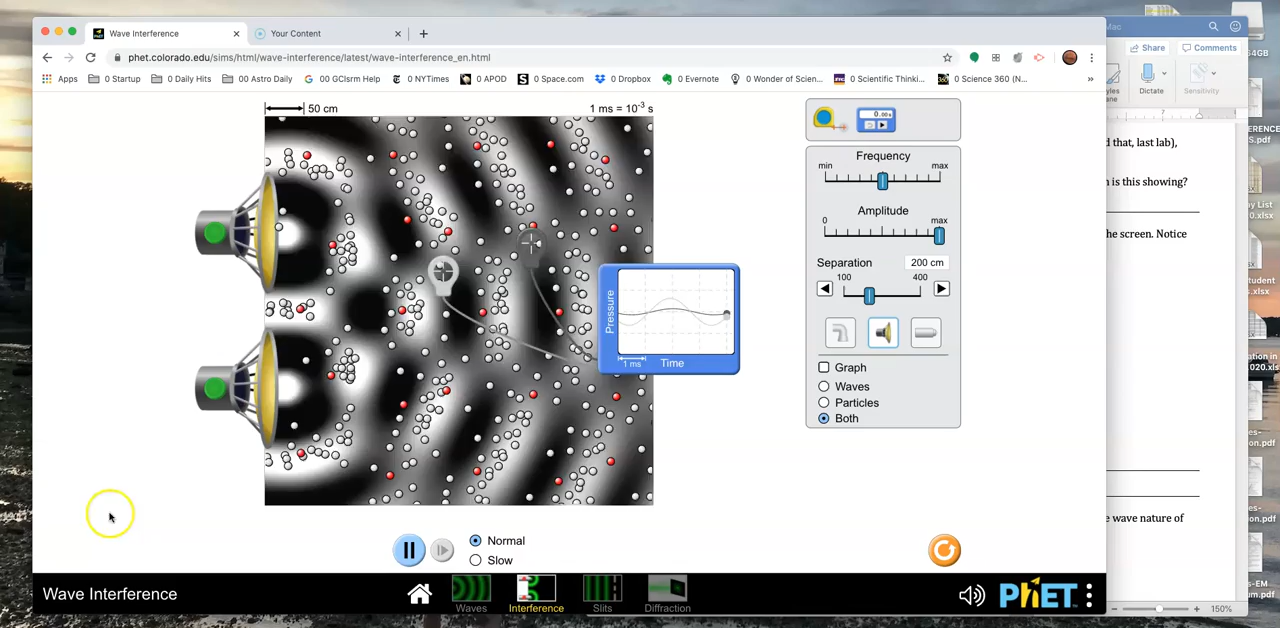 Wave Interference
Your Content
Mac
phet.colorado.edu/sims/html/wave-interference/latest/wave-interference_en.html
Share
Comments
Apps
0 Startup
0 Daily Hits
00 Astro Daily
00 GClsrm Help
0 NYTimes
0 APOD
0 Space.com
0 Dropbox
0 Evernote
0 Wonder of Scien...
0 Scientific Thinki...
0 Science 360 (N...
»
Dictate
Sensitivity
50 cm
1 ms = 10⁻³ s
0.00 s
Frequency
min
max
Amplitude
0
max
Separation
200 cm
100
400
Pressure
1 ms
Time
Graph
Waves
Particles
Both
d that, last lab),
n is this showing?
he screen. Notice
e wave nature of
Normal
Slow
Wave Interference
Waves
Interference
Slits
Diffraction
PhET
150%